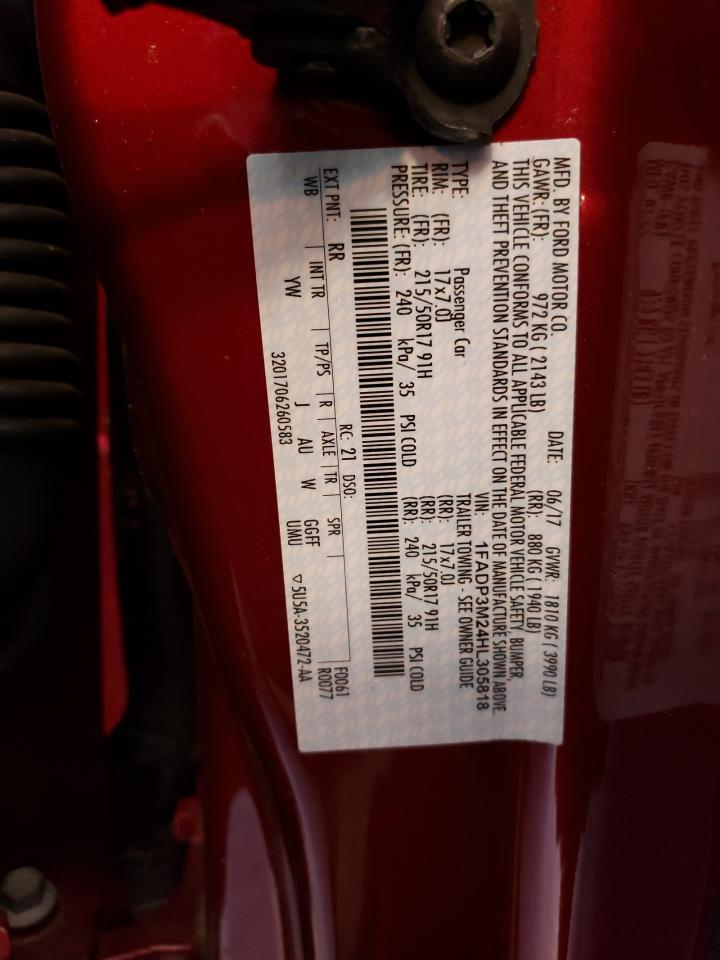 MFD. BY FORD MOTOR CO.
DATE: 06/17 GVWR: 1810 KG ( 3990 LB)
GAWR: (FR): 972 KG ( 2143 LB) (RR): 880 KG ( 1940 LB)
THIS VEHICLE CONFORMS TO ALL APPLICABLE FEDERAL MOTOR VEHICLE SAFETY, BUMPER,
AND THEFT PREVENTION STANDARDS IN EFFECT ON THE DATE OF MANUFACTURE SHOWN ABOVE.
VIN: 1FADP3M24HL305818
TYPE: Passenger Car TRAILER TOWING - SEE OWNER GUIDE
RIM: (FR): 17x7.0J (RR): 17x7.0J
TIRE: (FR): 215/50R17 91H (RR): 215/50R17 91H
PRESSURE: (FR): 240 kPa/ 35 PSI COLD (RR): 240 kPa/ 35 PSI COLD
EXT PNT: RR RC: 21 DSO: F0061
WB INT TR TP/PS R AXLE TR SPR R0077
YW J AU W GGFF
UMU
3201706260583 ▽5U5A-3520472-AA